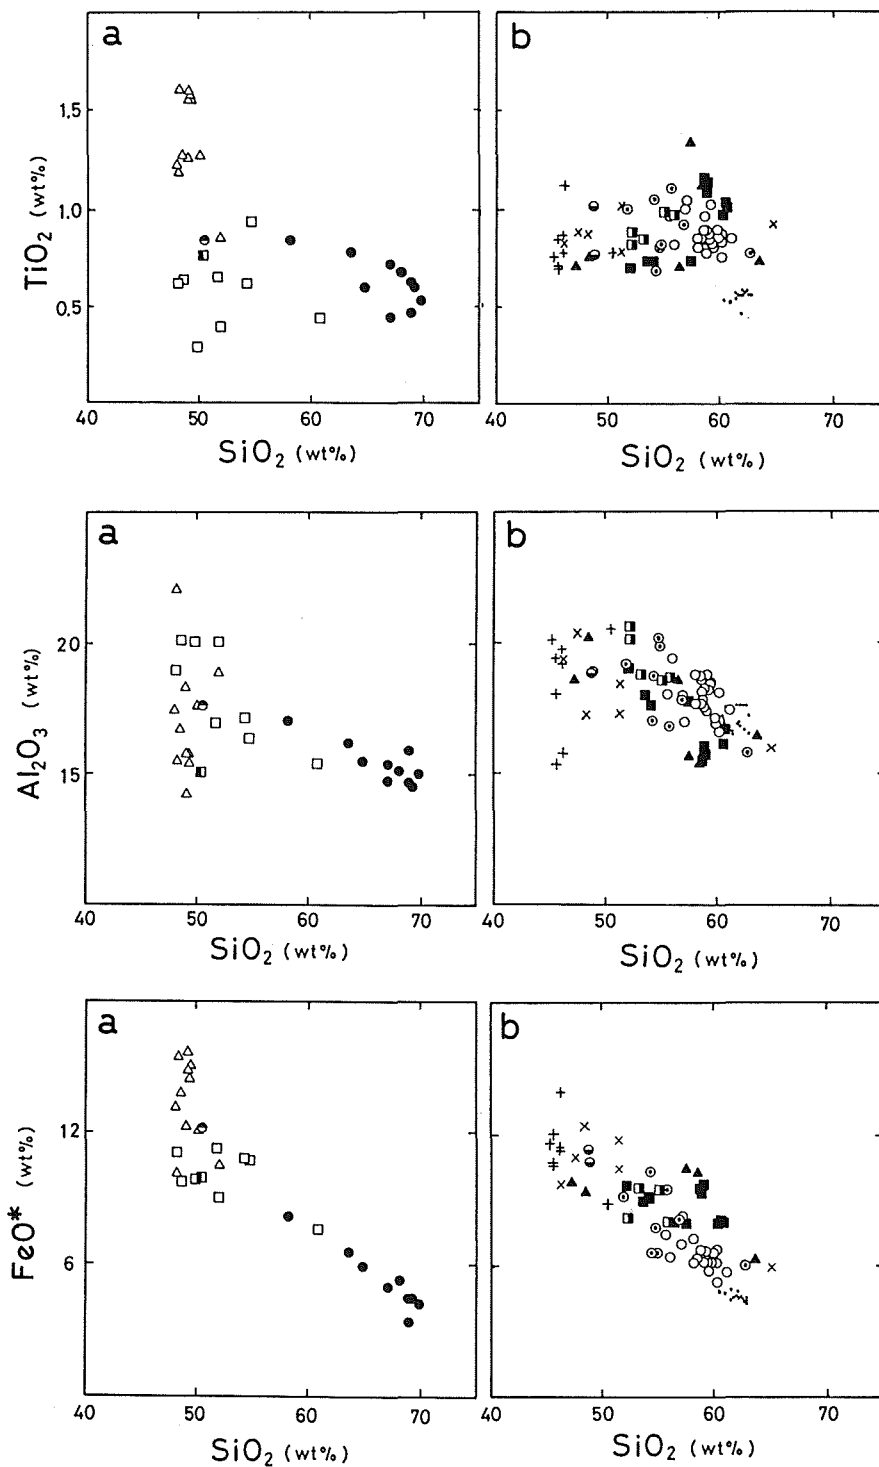 a
b
TiO₂ (wt%)
1.5
1.0
0.5
40 50 60 70
40 50 60 70
SiO₂ (wt%)
SiO₂ (wt%)
a
b
Al₂O₃ (wt%)
20
15
40 50 60 70
40 50 60 70
SiO₂ (wt%)
SiO₂ (wt%)
a
b
FeO* (wt%)
12
6
40 50 60 70
40 50 60 70
SiO₂ (wt%)
SiO₂ (wt%)